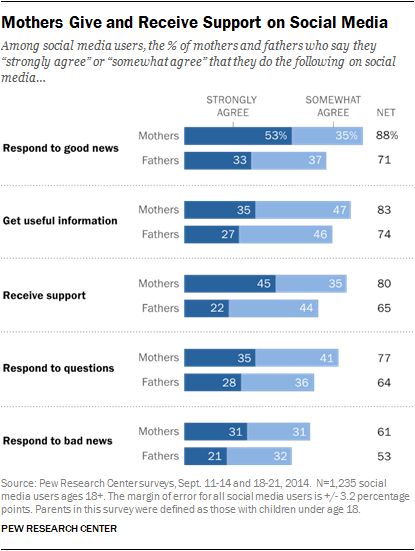 Mothers Give and Receive Support on Social Media
Among social media users, the % of mothers and fathers who say they
“strongly agree” or “somewhat agree” that they do the following on social
media...
STRONGLY AGREE SOMEWHAT AGREE NET
Respond to good news
Mothers 53% 35% 88%
Fathers 33 37 71
Get useful information
Mothers 35 47 83
Fathers 27 46 74
Receive support
Mothers 45 35 80
Fathers 22 44 65
Respond to questions
Mothers 35 41 77
Fathers 28 36 64
Respond to bad news
Mothers 31 31 61
Fathers 21 32 53
Source: Pew Research Center surveys, Sept. 11-14 and 18-21, 2014. N=1,235 social
media users ages 18+. The margin of error for all social media users is +/- 3.2 percentage
points. Parents in this survey were defined as those with children under age 18.
PEW RESEARCH CENTER